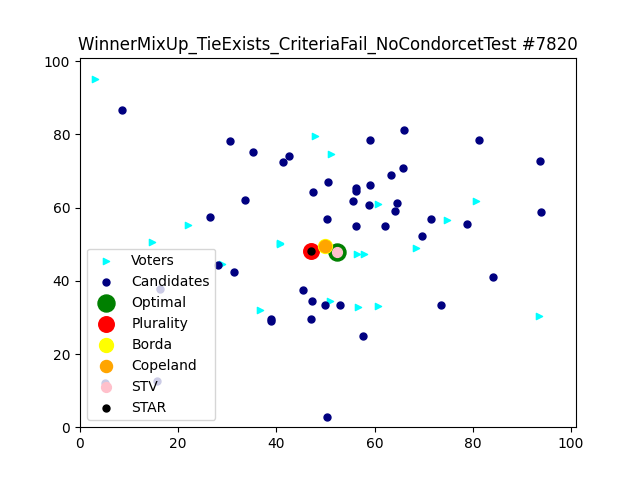 WinnerMixUp_TieExists_CriteriaFail_NoCondorcetTest #7820
100
80
60
40
20
0
Voters
Candidates
Optimal
Plurality
Borda
Copeland
STV
STAR
0 20 40 60 80 100